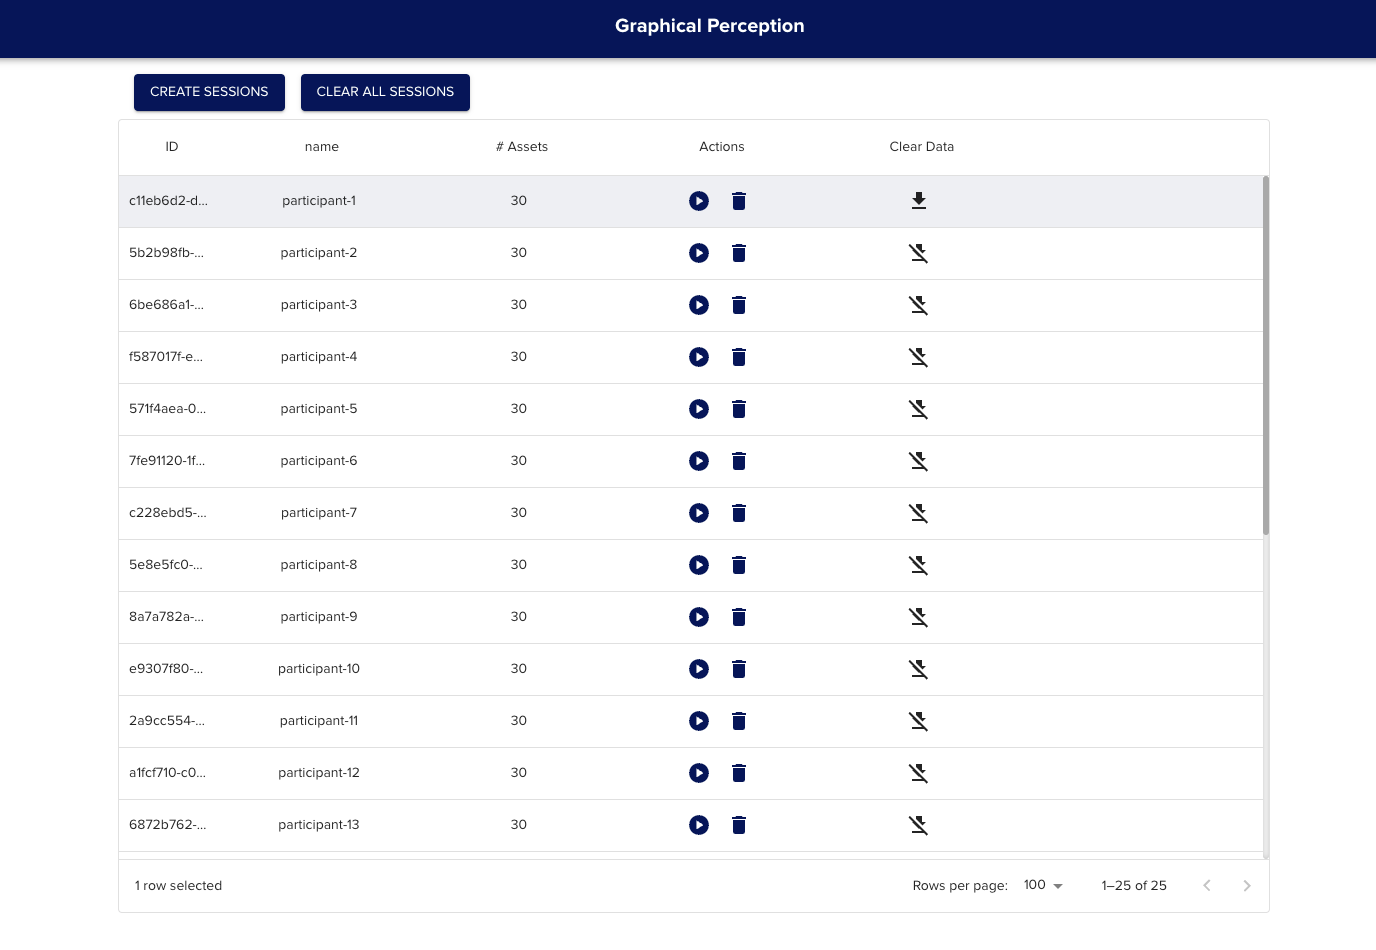 Graphical Perception
CREATE SESSIONS CLEAR ALL SESSIONS
ID name # Assets Actions Clear Data
c11eb6d2-d... participant-1 30
5b2b98fb-... participant-2 30
6be686a1-... participant-3 30
f587017f-e... participant-4 30
571f4aea-0... participant-5 30
7fe91120-1f... participant-6 30
c228ebd5-... participant-7 30
5e8e5fc0-... participant-8 30
8a7a782a-... participant-9 30
e9307f80-... participant-10 30
2a9cc554-... participant-11 30
a1fcf710-c0... participant-12 30
6872b762-... participant-13 30
1 row selected Rows per page: 100 1–25 of 25